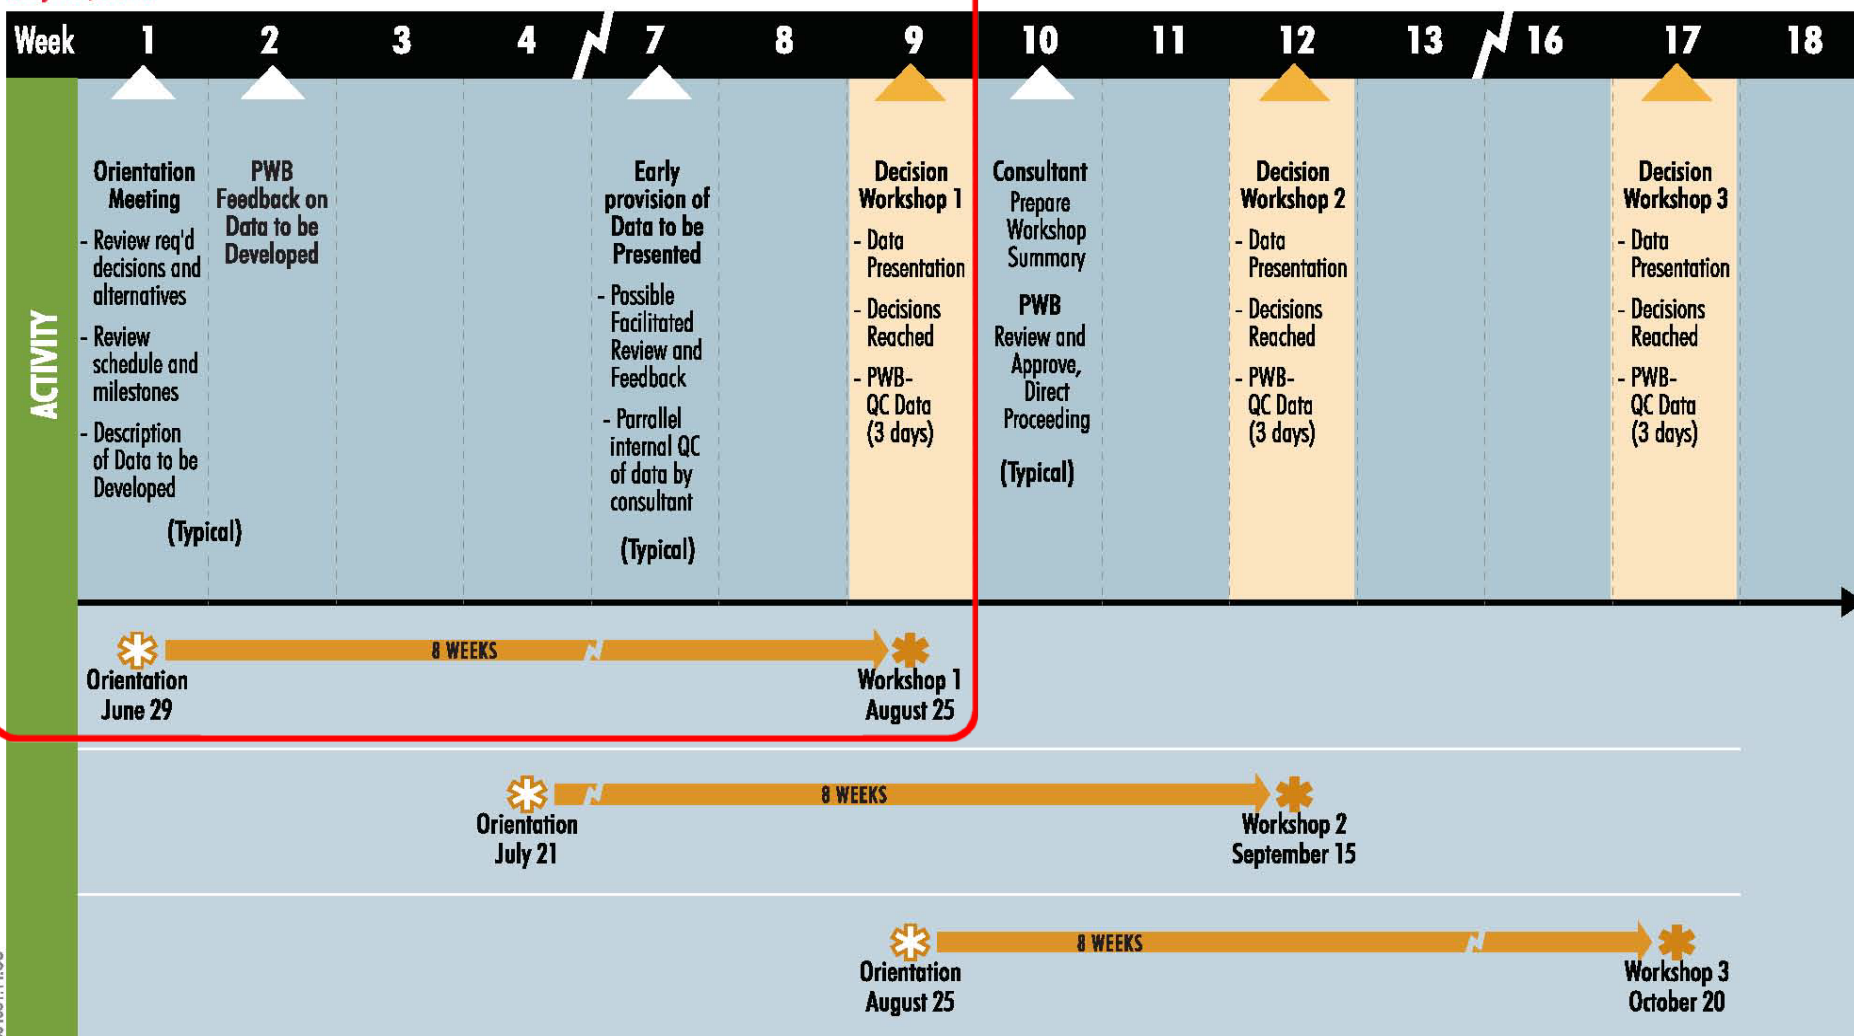 Week 1 2 3 4 7 8 9 10 11 12 13 16 17 18
ACTIVITY
Orientation
Meeting
- Review req'd
decisions and
alternatives
- Review
schedule and
milestones
- Description
of Data to be
Developed
(Typical)
PWB
Feedback on
Data to be
Developed
Early
provision of
Data to be
Presented
- Possible
Facilitated
Review and
Feedback
- Parrallel
internal QC
of data by
consultant
(Typical)
Decision
Workshop 1
- Data
Presentation
- Decisions
Reached
- PWB-
QC Data
(3 days)
Consultant
Prepare
Workshop
Summary
PWB
Review and
Approve,
Direct
Proceeding
(Typical)
Decision
Workshop 2
- Data
Presentation
- Decisions
Reached
- PWB-
QC Data
(3 days)
Decision
Workshop 3
- Data
Presentation
- Decisions
Reached
- PWB-
QC Data
(3 days)
8 WEEKS
Orientation
June 29
Workshop 1
August 25
8 WEEKS
Orientation
July 21
Workshop 2
September 15
8 WEEKS
Orientation
August 25
Workshop 3
October 20